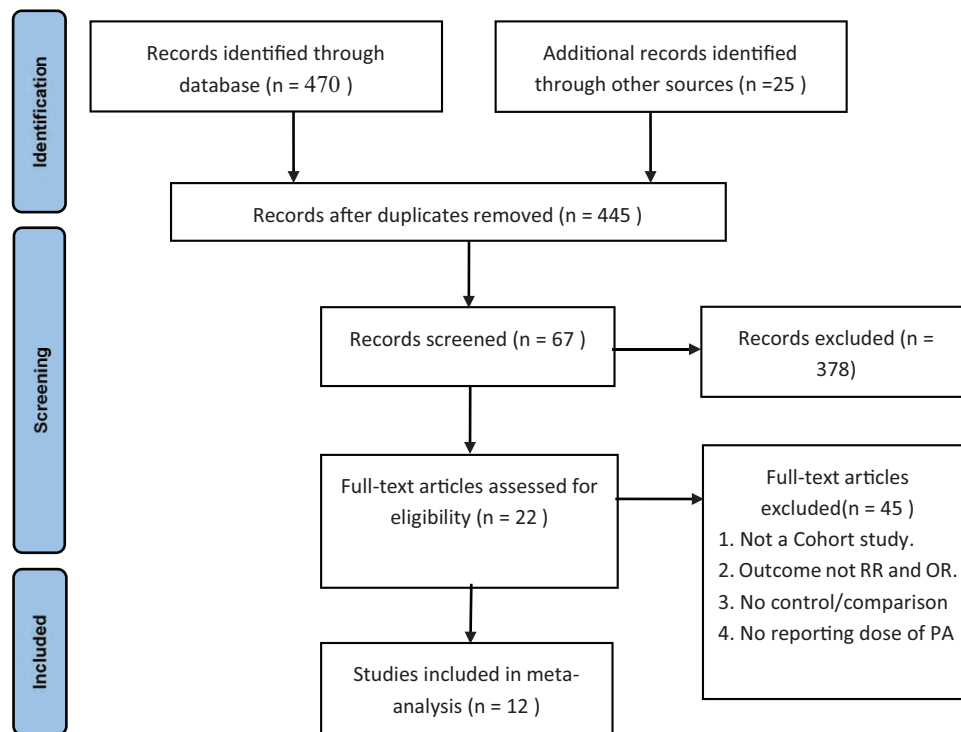 Identification
Records identified through
database (n = 470 )
Additional records identified
through other sources (n =25 )
Records after duplicates removed (n = 445 )
Screening
Records screened (n = 67 )
Records excluded (n =
378)
Full-text articles assessed for
eligibility (n = 22 )
Full-text articles
excluded(n = 45 )
1. Not a Cohort study.
2. Outcome not RR and OR.
3. No control/comparison
4. No reporting dose of PA
Included
Studies included in meta-
analysis (n = 12 )